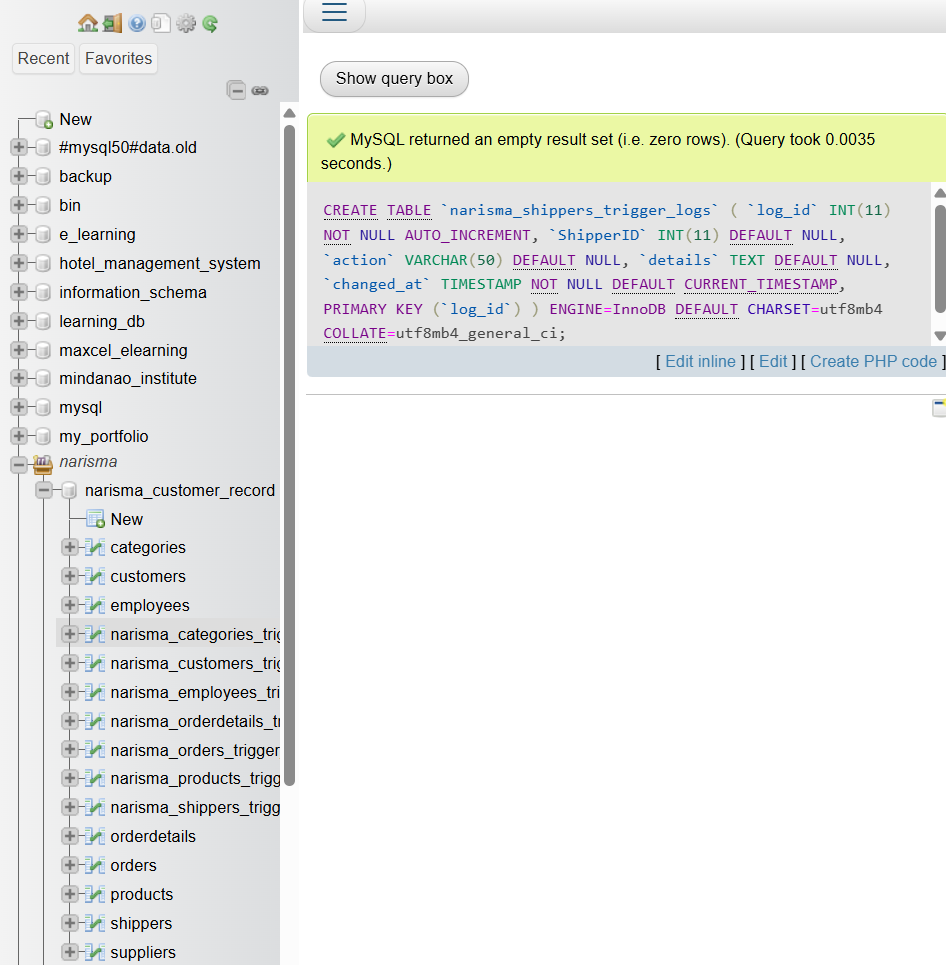 Recent
Favorites
New
#mysql50#data.old
backup
bin
e_learning
hotel_management_system
information_schema
learning_db
maxcel_elearning
mindanao_institute
mysql
my_portfolio
narisma
narisma_customer_record
New
categories
customers
employees
narisma_categories_trig
narisma_customers_trig
narisma_employees_tri
narisma_orderdetails_t
narisma_orders_trigger
narisma_products_trigg
narisma_shippers_trigg
orderdetails
orders
products
shippers
suppliers
Show query box
MySQL returned an empty result set (i.e. zero rows). (Query took 0.0035
seconds.)
CREATE TABLE `narisma_shippers_trigger_logs` ( `log_id` INT(11)
NOT NULL AUTO_INCREMENT, `ShipperID` INT(11) DEFAULT NULL,
`action` VARCHAR(50) DEFAULT NULL, `details` TEXT DEFAULT NULL,
`changed_at` TIMESTAMP NOT NULL DEFAULT CURRENT_TIMESTAMP,
PRIMARY KEY (`log_id`) ) ENGINE=InnoDB DEFAULT CHARSET=utf8mb4
COLLATE=utf8mb4_general_ci;
[ Edit inline ] [ Edit ] [ Create PHP code ]